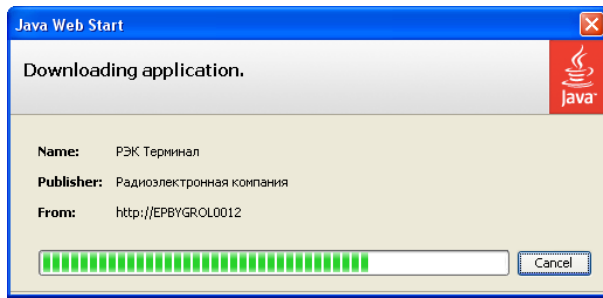 Java Web Start
Downloading application.
Java
Name: РЭК Терминал
Publisher: Радиоэлектронная компания
From: http://EPBYGROL0012
Cancel